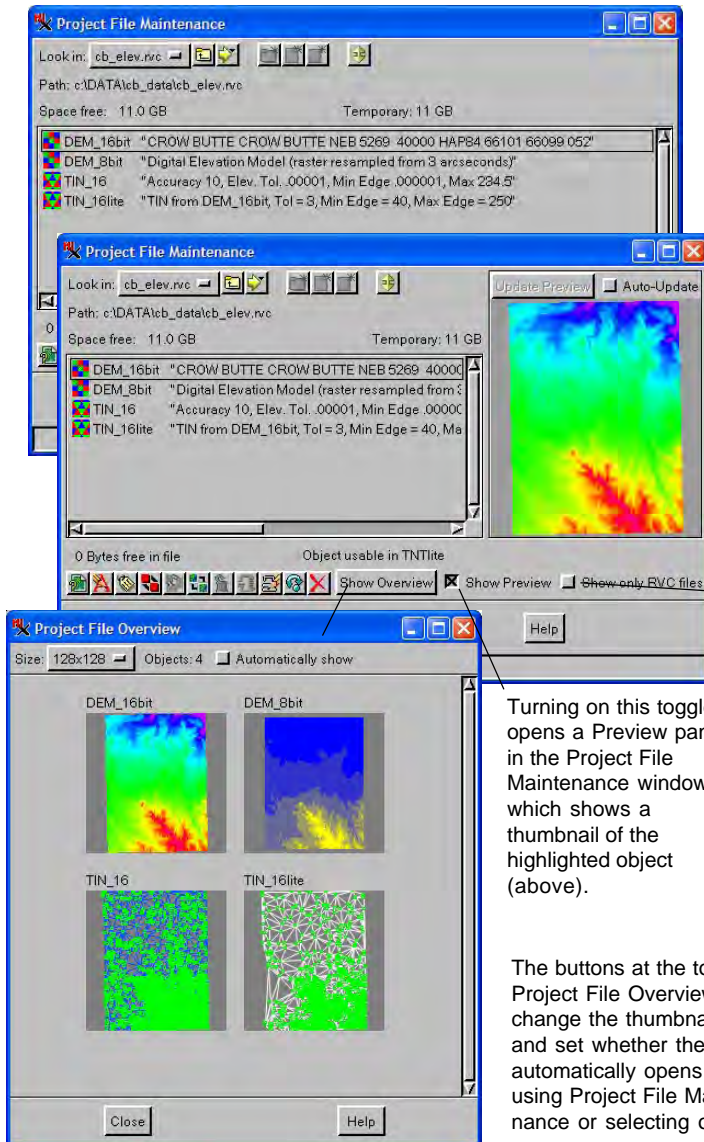 Project File Maintenance
Look in: cb_elev.rvc
Path: c:\DATA\cb_data\cb_elev.rvc
Space free: 11.0 GB Temporary: 11 GB
DEM_16bit "CROW BUTTE CROW BUTTE NEB 5269 40000 HAP84 66101 66099 052"
DEM_8bit "Digital Elevation Model (raster resampled from 3 arcseconds)"
TIN_16 "Accuracy 10, Elev. Tol. .00001, Min Edge .000001, Max 234.5"
TIN_16lite "TIN from DEM_16bit, Tol = 3, Min Edge = 40, Max Edge = 250"
0
Project File Maintenance
Look in: cb_elev.rvc
Update Preview Auto-Update
Path: c:\DATA\cb_data\cb_elev.rvc
Space free: 11.0 GB Temporary: 11 GB
DEM_16bit "CROW BUTTE CROW BUTTE NEB 5269 40000
DEM_8bit "Digital Elevation Model (raster resampled from
TIN_16 "Accuracy 10, Elev. Tol. .00001, Min Edge .00000
TIN_16lite "TIN from DEM_16bit, Tol = 3, Min Edge = 40, Ma
0 Bytes free in file Object usable in TNTlite
Show Overview Show Preview Show only RVC files
Help
Project File Overview
Size: 128x128 Objects: 4 Automatically show
DEM_16bit DEM_8bit
TIN_16 TIN_16lite
Close Help
Turning on this toggle
opens a Preview pan
in the Project File
Maintenance window
which shows a
thumbnail of the
highlighted object
(above).
The buttons at the to
Project File Overview
change the thumbna
and set whether the
automatically opens
using Project File Ma
nance or selecting o